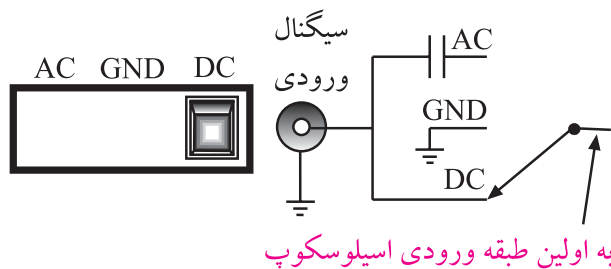 سیگنال
ورودی
AC GND DC
AC
GND
DC
به اولین طبقه ورودی اسیلوسکوپ